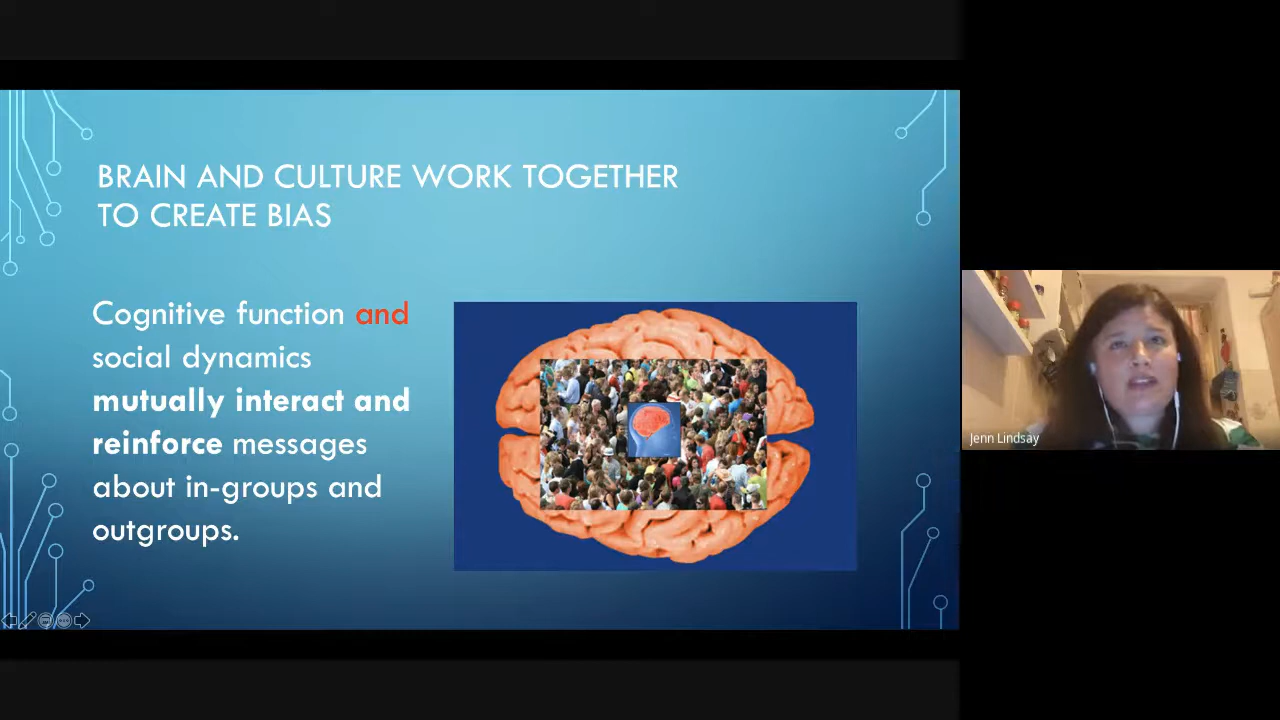 BRAIN AND CULTURE WORK TOGETHER
TO CREATE BIAS
Cognitive function and
social dynamics
mutually interact and
reinforce messages
about in-groups and
outgroups.
Jenn Lindsay